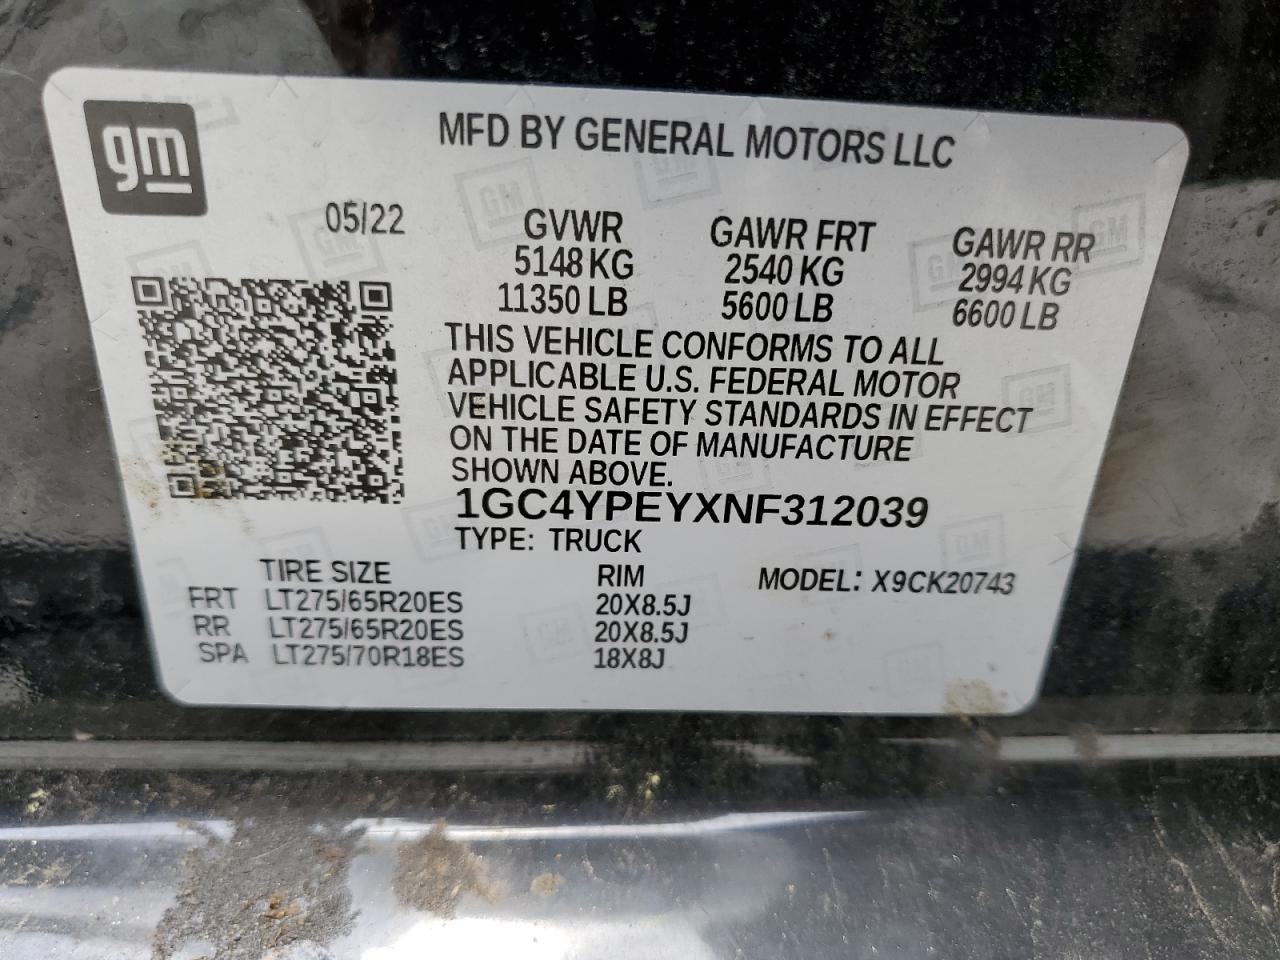 gm
MFD BY GENERAL MOTORS LLC
05/22
GVWR GAWR FRT GAWR RR
5148 KG 2540 KG 2994 KG
11350 LB 5600 LB 6600 LB
THIS VEHICLE CONFORMS TO ALL
APPLICABLE U.S. FEDERAL MOTOR
VEHICLE SAFETY STANDARDS IN EFFECT
ON THE DATE OF MANUFACTURE
SHOWN ABOVE.
1GC4YPEYXNF312039
TYPE: TRUCK
TIRE SIZE RIM MODEL: X9CK20743
FRT LT275/65R20ES 20X8.5J
RR LT275/65R20ES 20X8.5J
SPA LT275/70R18ES 18X8J